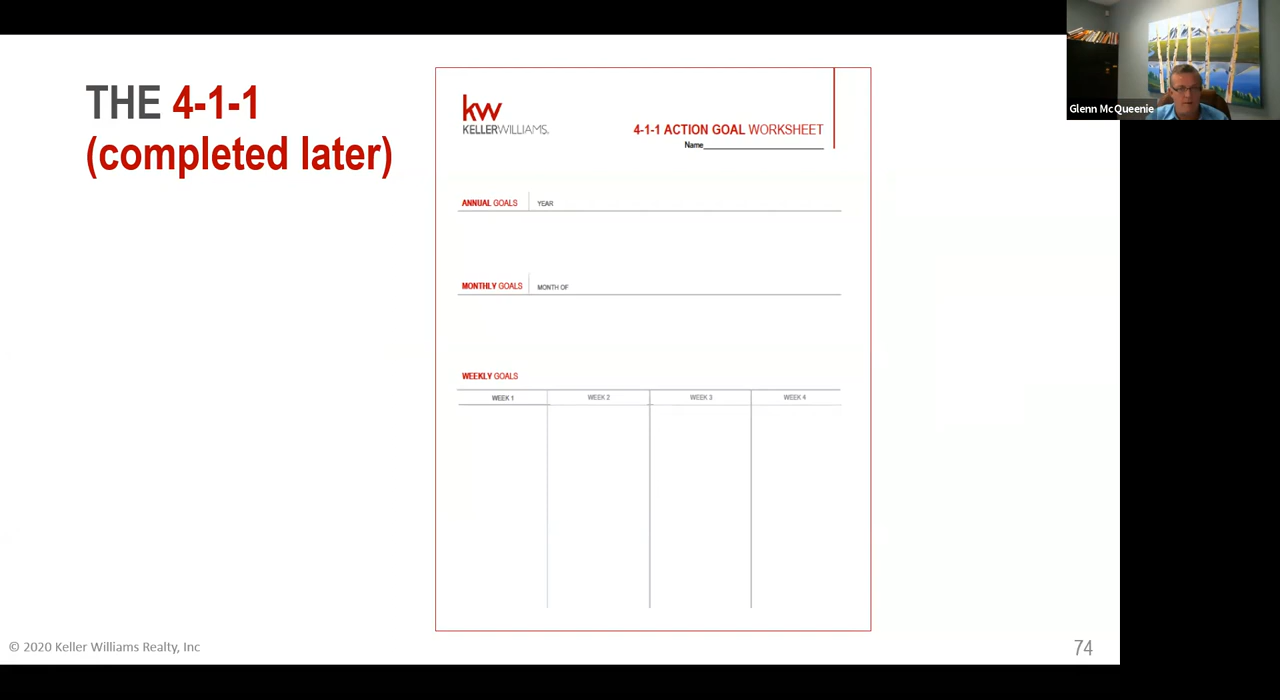 THE 4-1-1
(completed later)
kw
KELLERWILLIAMS.
4-1-1 ACTION GOAL WORKSHEET
Name
ANNUAL GOALS
YEAR
MONTHLY GOALS
MONTH OF
WEEKLY GOALS
WEEK 1
WEEK 2
WEEK 3
WEEK 4
© 2020 Keller Williams Realty, Inc
74
Glenn McQueenie